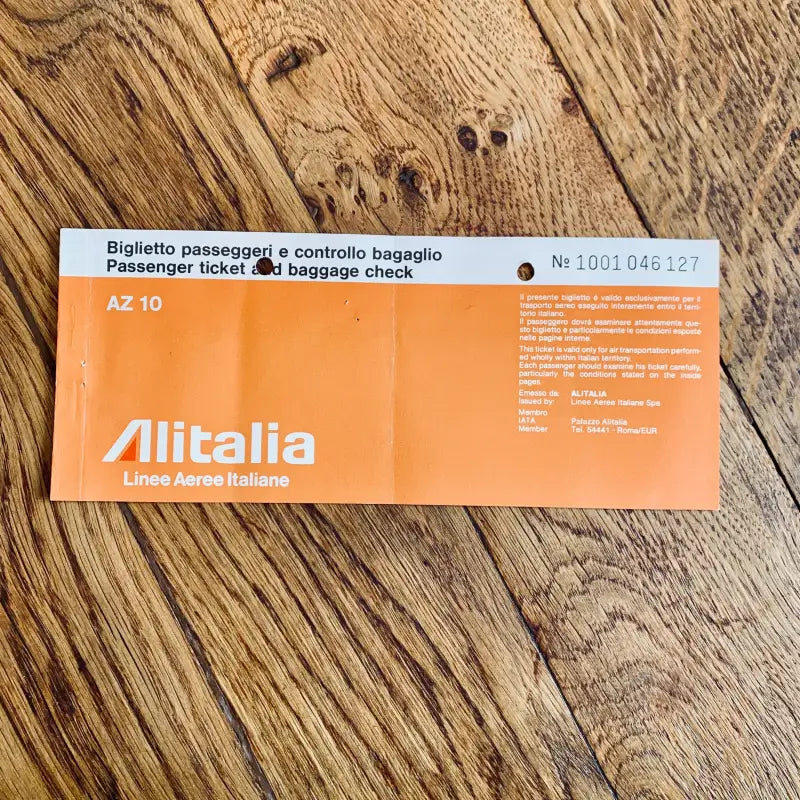 Biglietto passeggeri e controllo bagaglio
Passenger ticket a d baggage check
Nº 1001 046 127
AZ 10
Il presente biglietto é valido esclusivamente per il
trasporto aereo eseguito interamente entro il terri-
torio italiano.
Il passeggero dovrà esaminare attentamente que-
sto biglietto e particolarmente le condizioni esposte
nelle pagine interne.
This ticket is valid only for air transportation perform-
ed wholly within Italian territory.
Each passenger should examine his ticket carefully,
particularly the conditions stated on the inside
pages.
Emesso da: ALITALIA
Issued by: Linee Aeree Italiane Spa
Membro
IATA Palazzo Alitalia
Member Tel. 54441 - Roma/EUR
Alitalia
Linee Aeree Italiane